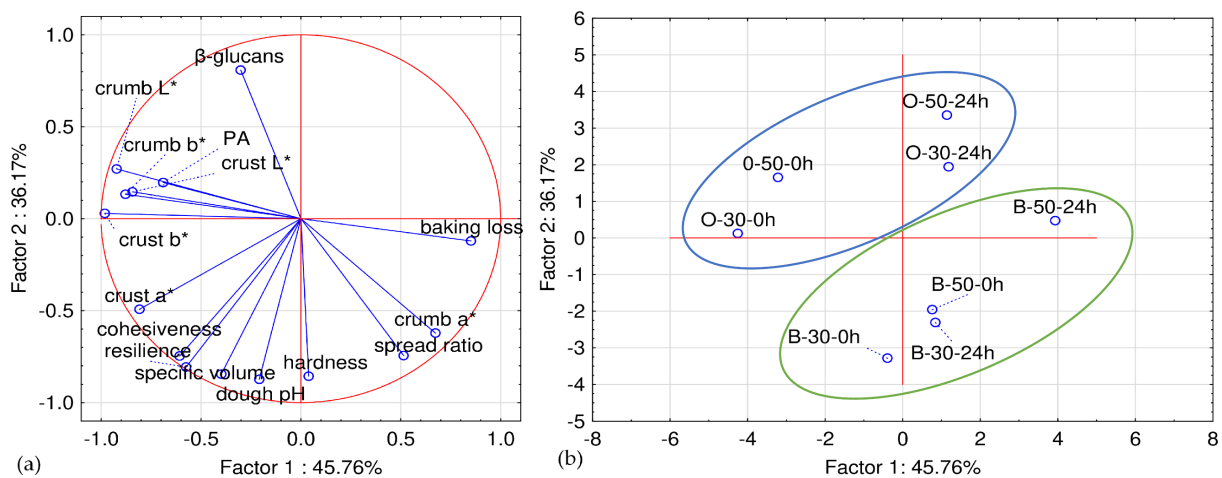 1.0
0.5
0.0
-0.5
-1.0
Factor 2 : 36.17%
β-glucans
crumb L*
crumb b*
PA
crust L*
crust b*
baking loss
crust a*
cohesiveness
resilience
specific volume
dough pH
hardness
crumb a*
spread ratio
-1.0 -0.5 0.0 0.5 1.0
Factor 1 : 45.76%
(a)
6
5
4
3
2
1
0
-1
-2
-3
-4
-5
Factor 2: 36.17%
O-50-24h
O-30-24h
0-50-0h
O-30-0h
B-50-24h
B-50-0h
B-30-0h
B-30-24h
-8 -6 -4 -2 0 2 4 6 8
Factor 1: 45.76%
(b)